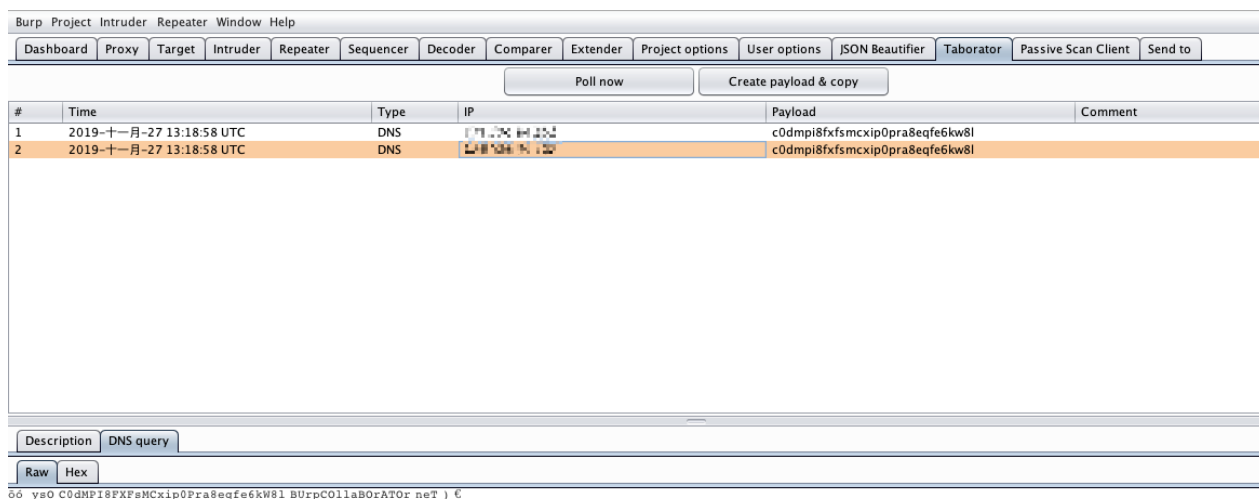 Burp Project Intruder Repeater Window Help
Dashboard Proxy Target Intruder Repeater Sequencer Decoder Comparer Extender Project options User options JSON Beautifier Taborator Passive Scan Client Send to
Poll now Create payload & copy
# Time Type IP Payload Comment
1 2019-十一月-27 13:18:58 UTC DNS c0dmpi8fxfsmcxip0pra8eqfe6kw8l
2 2019-十一月-27 13:18:58 UTC DNS c0dmpi8fxfsmcxip0pra8eqfe6kw8l
Description DNS query
Raw Hex
õó ysO C0dMPI8FXFsMCxip0Pra8eqfe6kW8l BUrpCOllaBOrATOr neT ) €